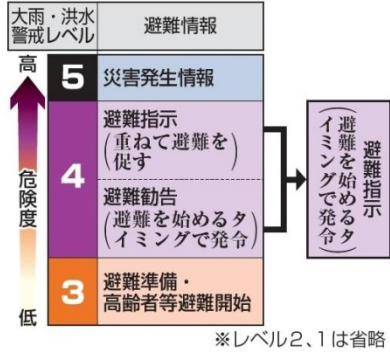 大雨・洪水
警戒レベル
避難情報
高
危険度
低
5
災害発生情報
4
避難指示
(重ねて避難を
促す)
避難勧告
(避難を始めるタ
イミングで発令)
3
避難準備・
高齢者等避難開始
避難指示
(避難を始めるタ
イミングで発令)
※レベル2、1は省略